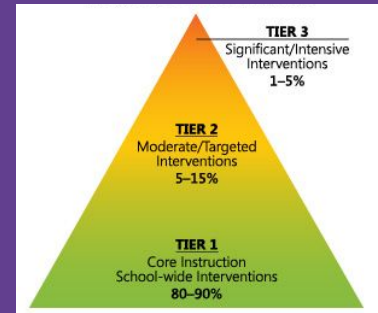 TIER 3
Significant/Intensive
Interventions
1–5%
TIER 2
Moderate/Targeted
Interventions
5–15%
TIER 1
Core Instruction
School-wide Interventions
80–90%